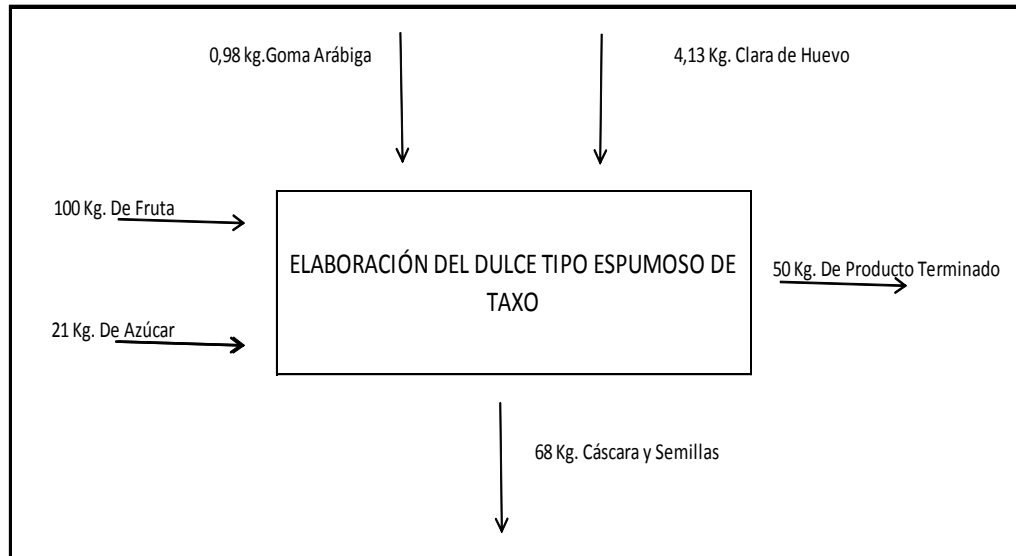 0,98 kg.Goma Arábiga
4,13 Kg. Clara de Huevo
100 Kg. De Fruta
ELABORACIÓN DEL DULCE TIPO ESPUMOSO DE
TAXO
50 Kg. De Producto Terminado
21 Kg. De Azúcar
68 Kg. Cáscara y Semillas